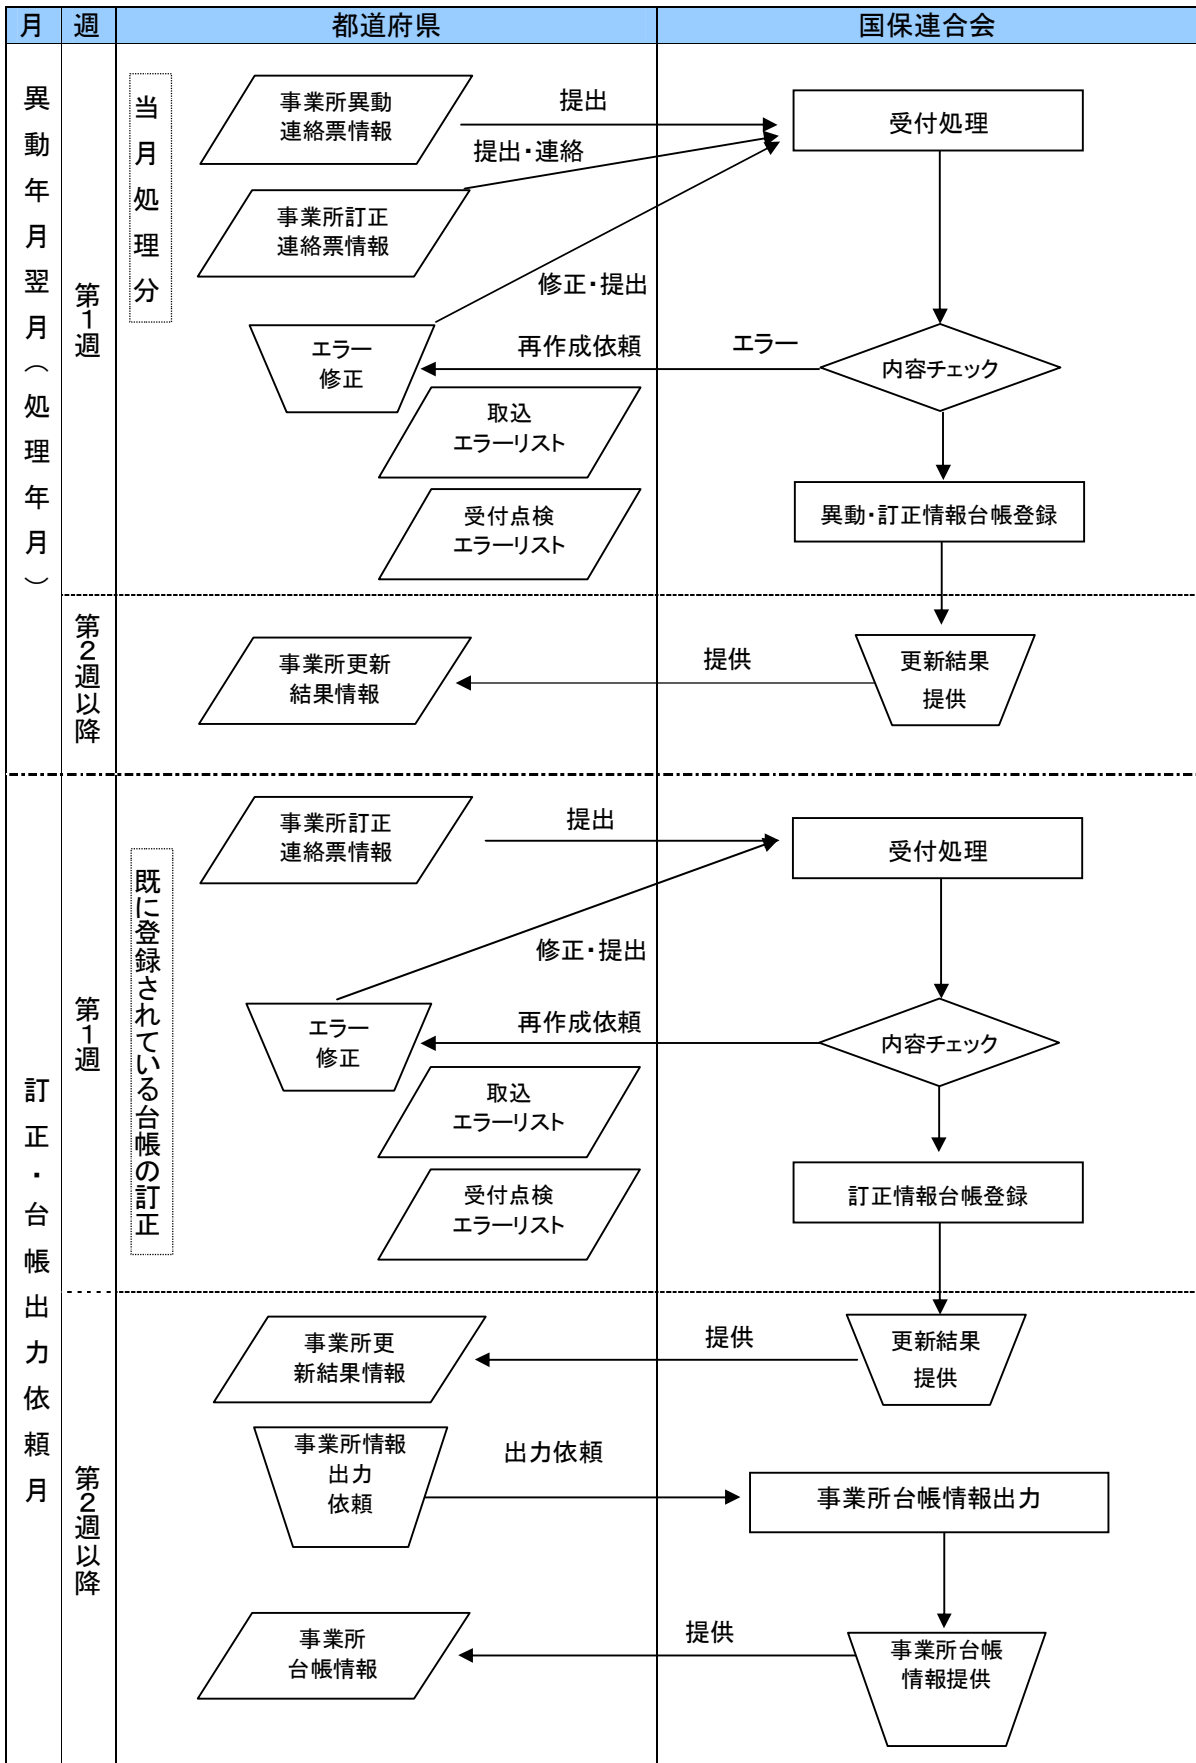 月 週 都道府県 国保連合会
異動年月翌月（処理年月）
第1週
当月処理分
事業所異動
連絡票情報
提出
受付処理
提出・連絡
事業所訂正
連絡票情報
修正・提出
エラー
修正
再作成依頼
エラー
内容チェック
取込
エラーリスト
受付点検
エラーリスト
異動・訂正情報台帳登録
第2週以降
事業所更新
結果情報
提供
更新結果
提供
訂正・台帳出力依頼月
第1週
既に登録されている台帳の訂正
事業所訂正
連絡票情報
提出
受付処理
修正・提出
エラー
修正
再作成依頼
内容チェック
取込
エラーリスト
受付点検
エラーリスト
訂正情報台帳登録
第2週以降
事業所更
新結果情報
提供
更新結果
提供
事業所情報
出力
依頼
出力依頼
事業所台帳情報出力
事業所
台帳情報
提供
事業所台帳
情報提供